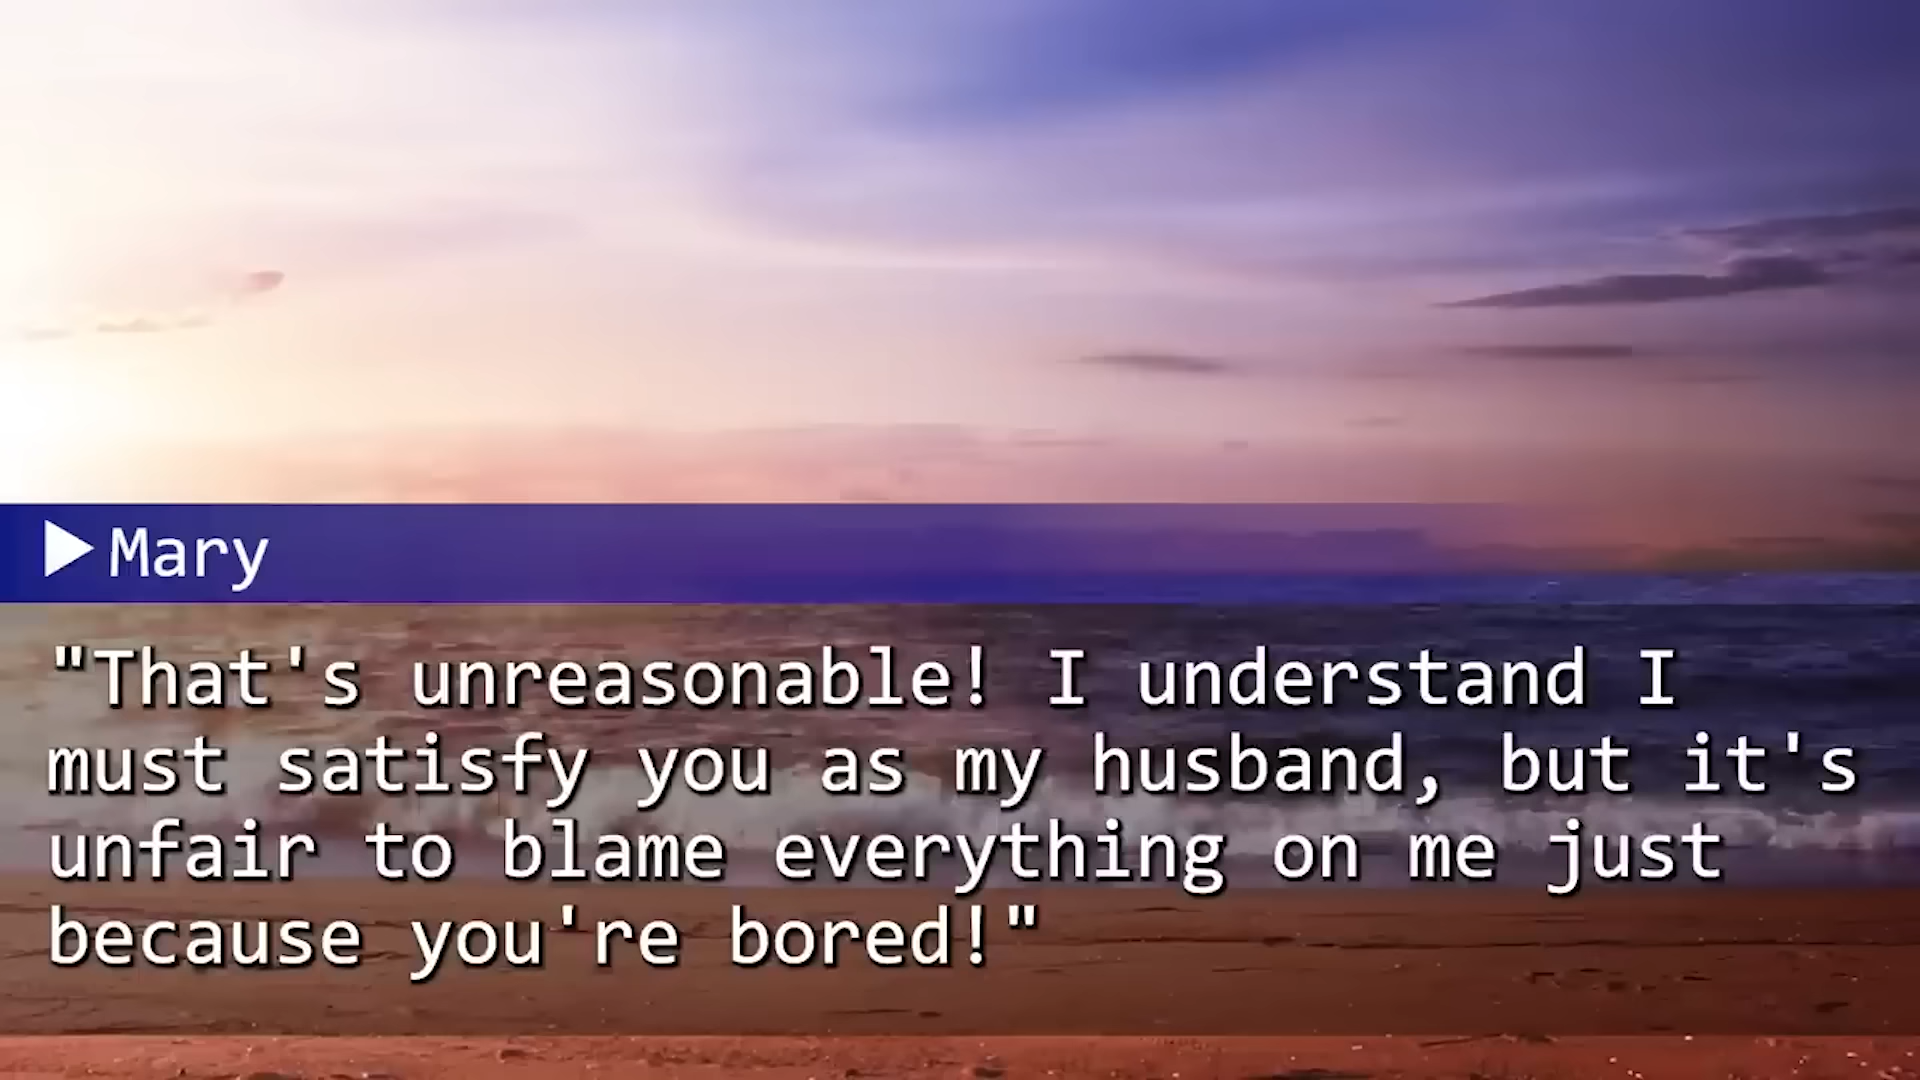 Mary
"That's unreasonable! I understand I
must satisfy you as my husband, but it's
unfair to blame everything on me just
because you're bored!"